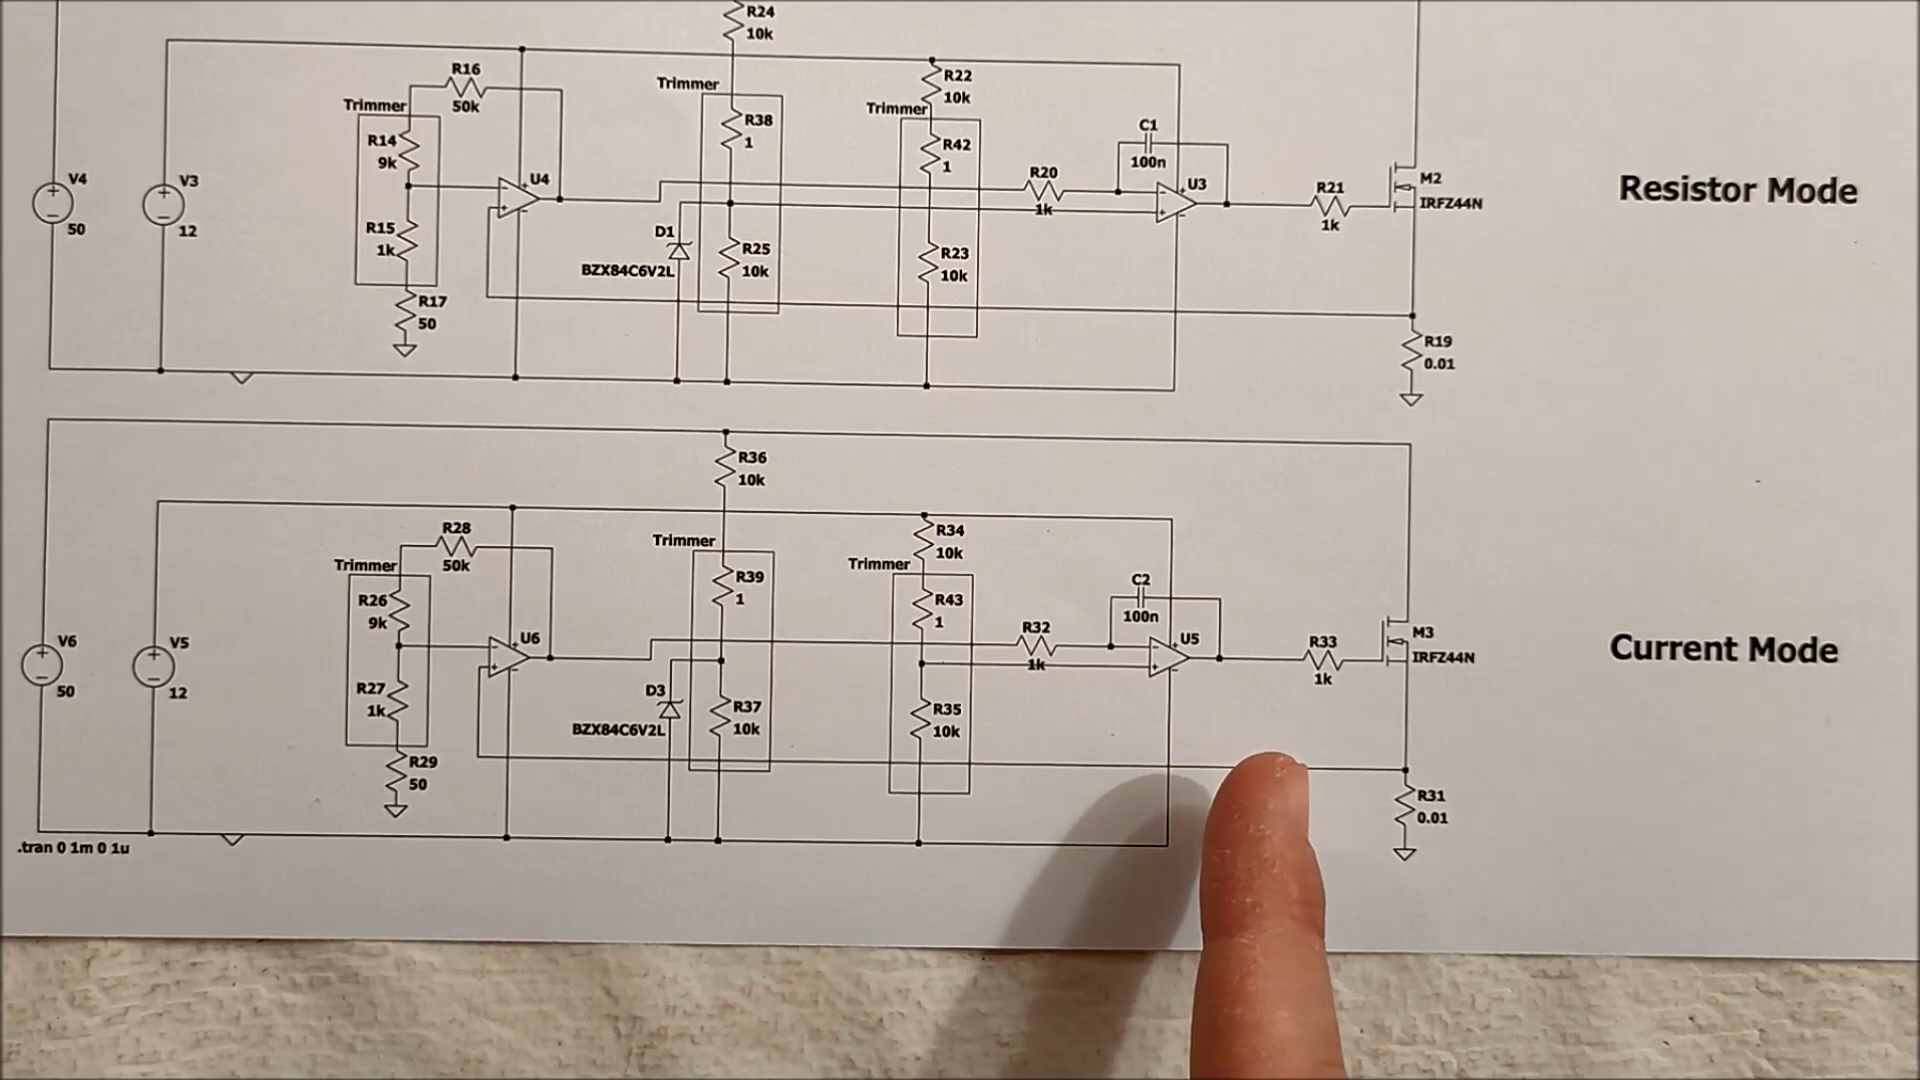 R24
10k
R16
50k
Trimmer
R22
10k
Trimmer
Trimmer
R14
9k
R38
1
R42
1
C1
100n
V4
50
V3
12
U4
R20
1k
U3
R21
1k
M2
IRFZ44N
Resistor Mode
R15
1k
D1
BZX84C6V2L
R25
10k
R23
10k
R17
50
R19
0.01
R36
10k
R28
50k
Trimmer
R34
10k
Trimmer
Trimmer
R26
9k
R39
1
R43
1
C2
100n
V6
50
V5
12
U6
R32
1k
U5
R33
1k
M3
IRFZ44N
Current Mode
R27
1k
D3
BZX84C6V2L
R37
10k
R35
10k
R29
50
R31
0.01
.tran 0 1m 0 1u